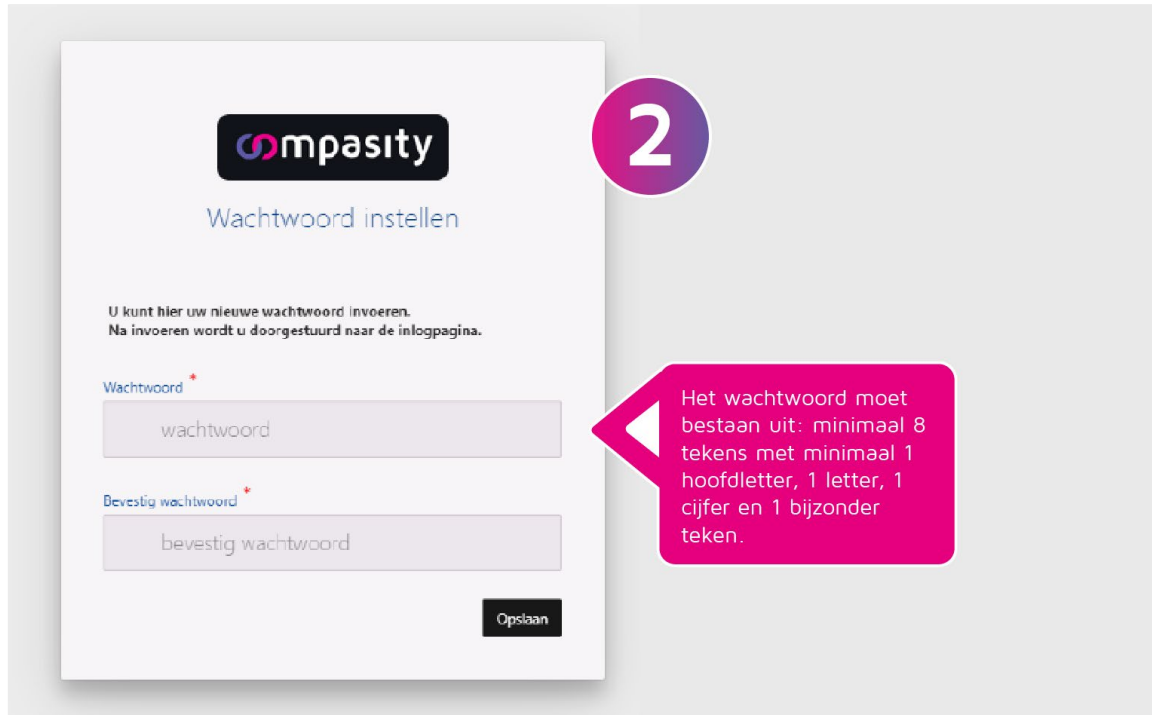 compasity
2
Wachtwoord instellen
U kunt hier uw nieuwe wachtwoord invoeren.
Na invoeren wordt u doorgestuurd naar de inlogpagina.
Wachtwoord *
wachtwoord
Het wachtwoord moet
bestaan uit: minimaal 8
tekens met minimaal 1
hoofdletter, 1 letter, 1
cijfer en 1 bijzonder
teken.
Bevestig wachtwoord *
bevestig wachtwoord
Opslaan